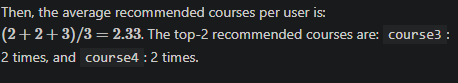 Then, the average recommended courses per user is:
(2 + 2 + 3)/3 = 2.33. The top-2 recommended courses are: course3 :
2 times, and course4 : 2 times.